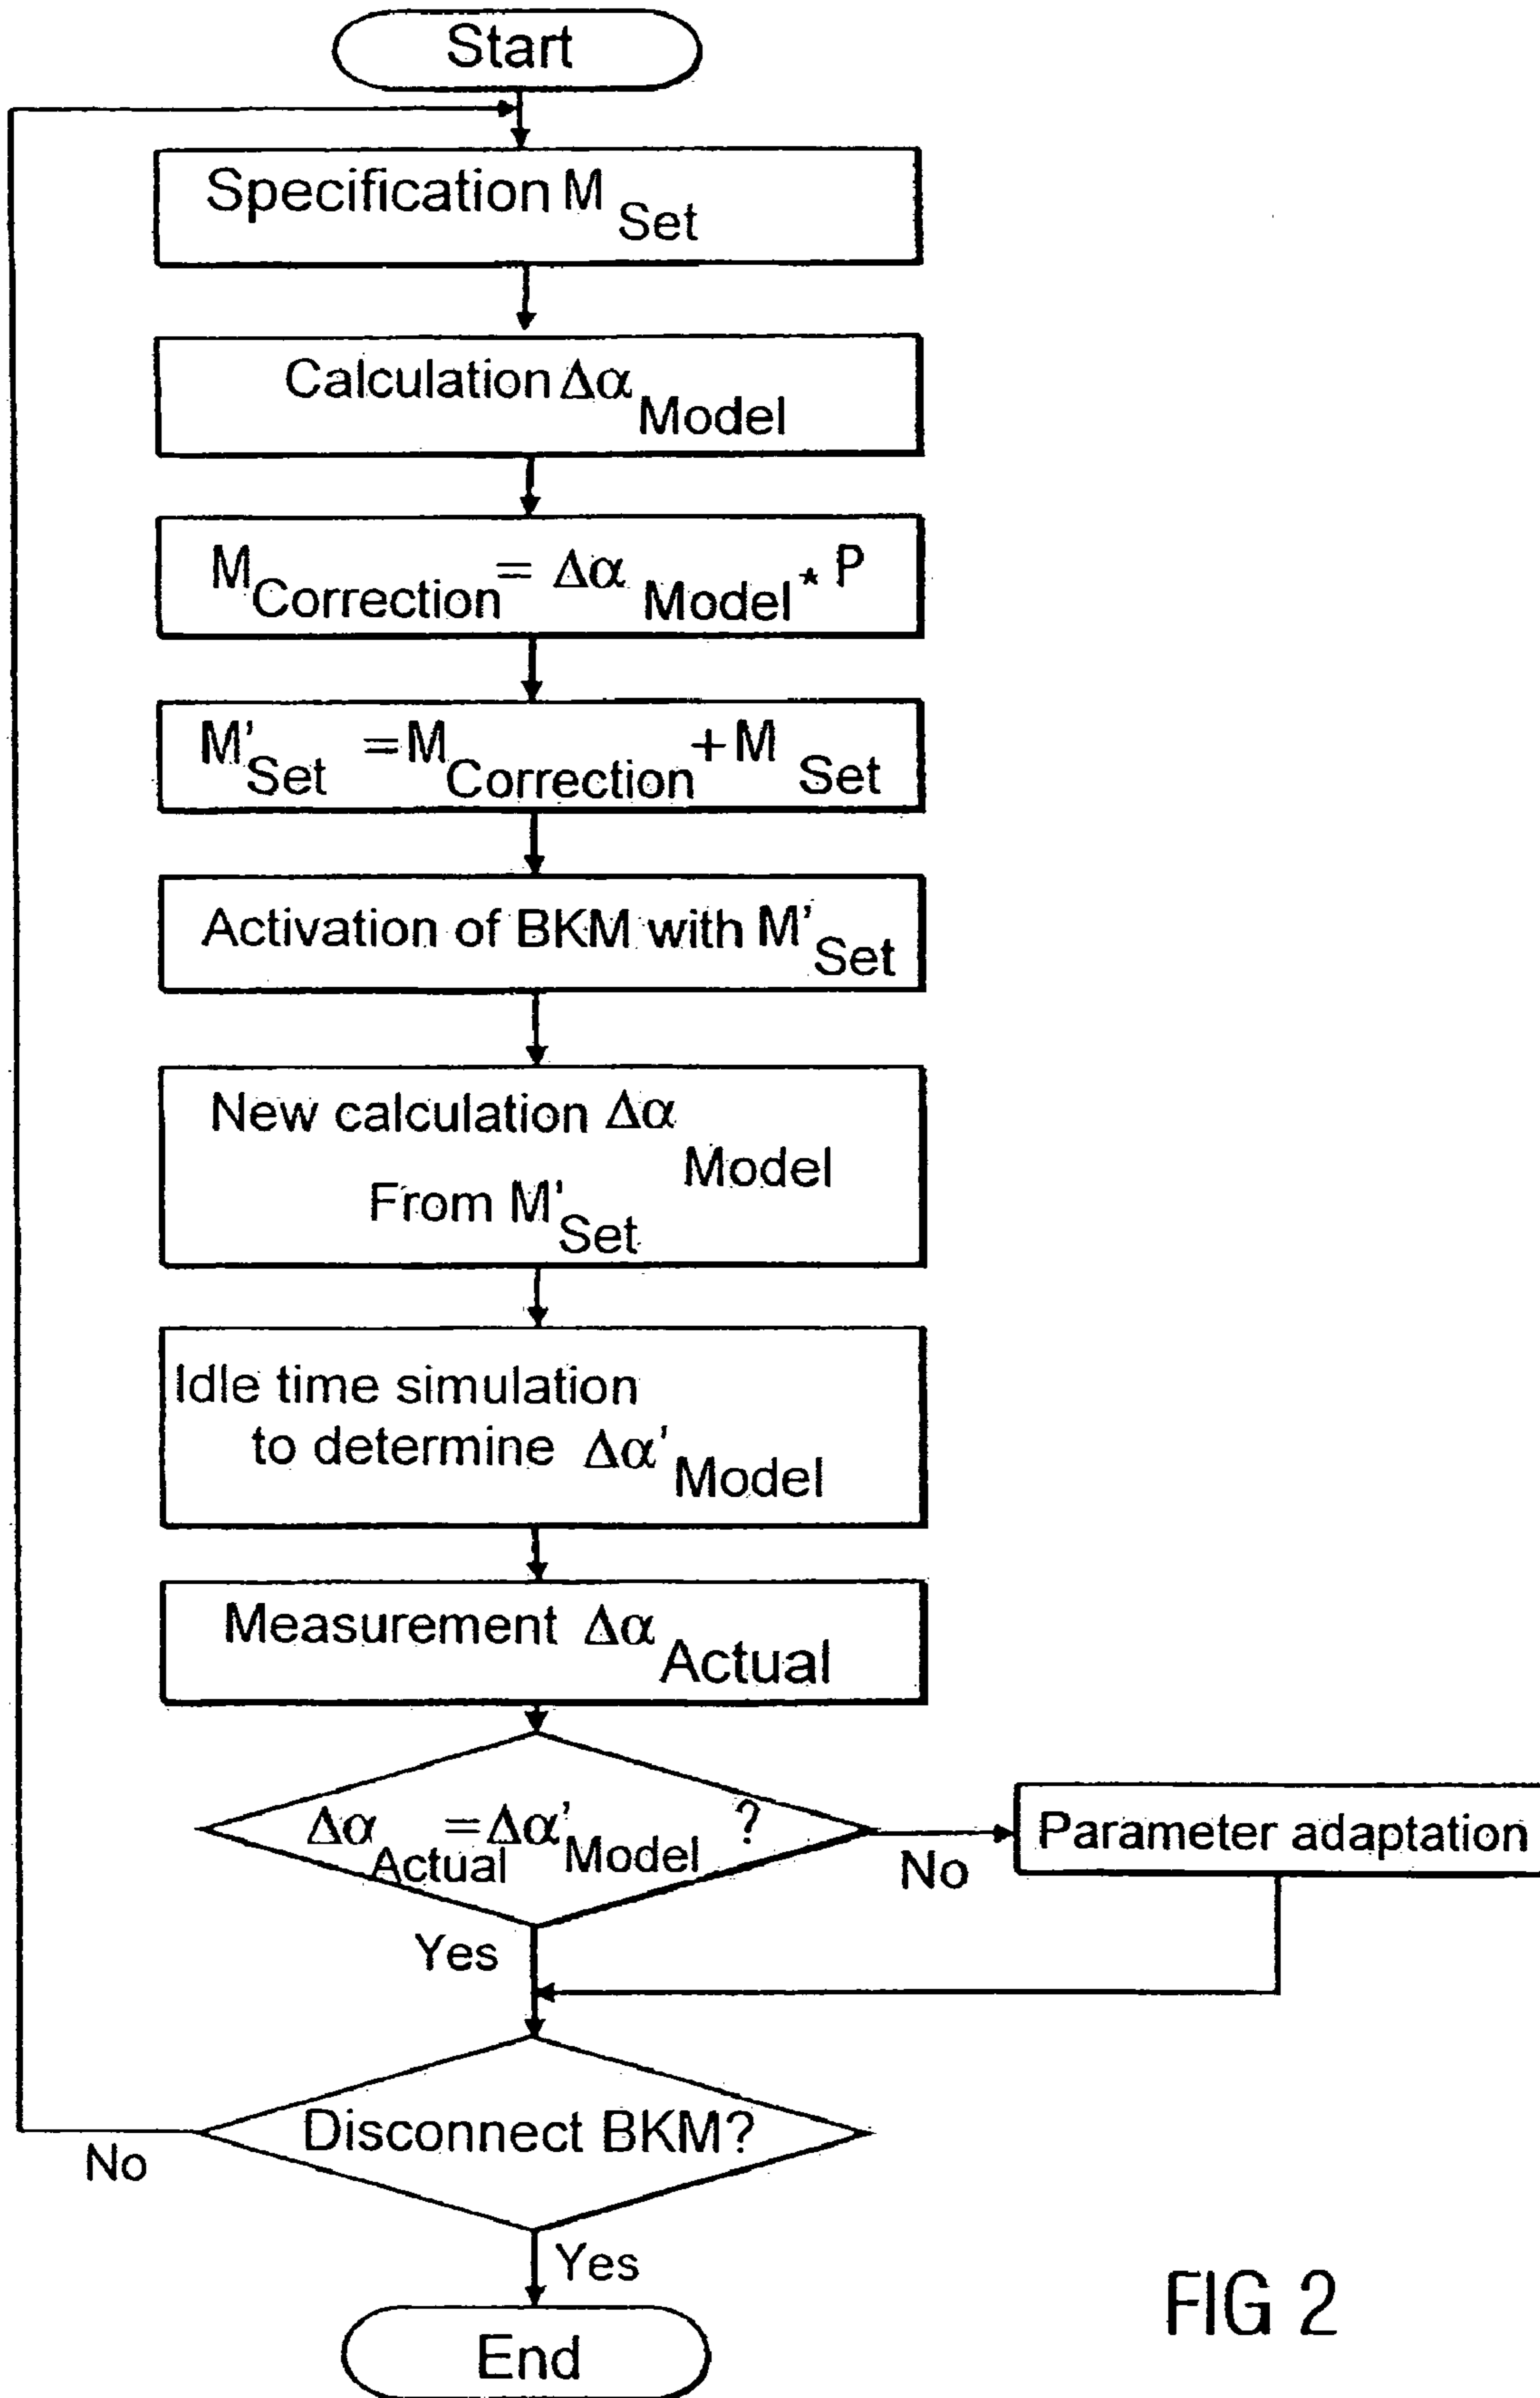 Start
Specification M Set
Calculation Δα Model
M Correction = Δα Model * P
M' Set = M Correction + M Set
Activation of BKM with M' Set
New calculation Δα Model
From M' Set
Idle time simulation
to determine Δα' Model
Measurement Δα Actual
Δα Actual = Δα' Model ?
No
Parameter adaptation
Yes
Disconnect BKM?
No
Yes
End
FIG 2